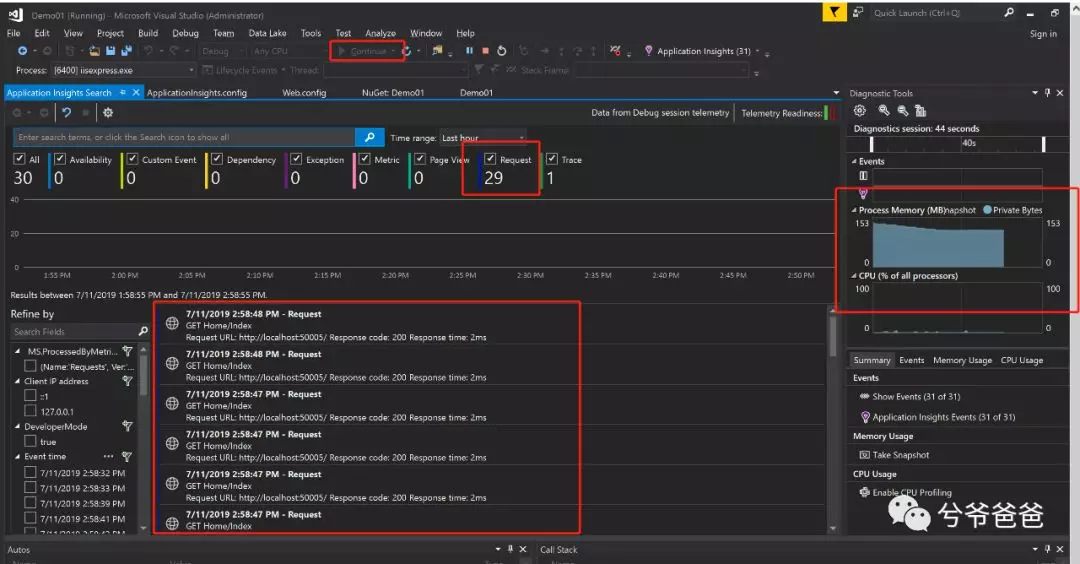 Demo01 (Running) - Microsoft Visual Studio (Administrator)
Quick Launch (Ctrl+Q)
File Edit View Project Build Debug Team Data Lake Tools Test Analyze Window Help
Sign in
Debug Any CPU Continue Application Insights (31)
Process: [6400] iisexpress.exe Lifecycle Events Thread: Stack Frame:
Application Insights Search ApplicationInsights.config Web.config NuGet: Demo01 Demo01
Data from Debug session telemetry Telemetry Readiness:
Enter search terms, or click the Search icon to show all
Time range: Last hour
All Availability Custom Event Dependency Exception Metric Page View Request Trace
30 0 0 0 0 0 0 29 1
40
20
0
1:55 PM 2:00 PM 2:05 PM 2:10 PM 2:15 PM 2:20 PM 2:25 PM 2:30 PM 2:35 PM 2:40 PM 2:45 PM 2:50 PM
Results between 7/11/2019 1:58:55 PM and 7/11/2019 2:58:55 PM.
Refine by
Search Fields
MS.ProcessedByMetri...
(Name:'Requests', Ver: ...
Client IP address
::1
127.0.0.1
DeveloperMode
true
Event time
7/11/2019 2:58:32 PM
7/11/2019 2:58:33 PM
7/11/2019 2:58:39 PM
7/11/2019 2:58:41 PM
7/11/2019 2:58:48 PM - Request
GET Home/Index
Request URL: http://localhost:50005/ Response code: 200 Response time: 2ms
7/11/2019 2:58:48 PM - Request
GET Home/Index
Request URL: http://localhost:50005/ Response code: 200 Response time: 2ms
7/11/2019 2:58:47 PM - Request
GET Home/Index
Request URL: http://localhost:50005/ Response code: 200 Response time: 2ms
7/11/2019 2:58:47 PM - Request
GET Home/Index
Request URL: http://localhost:50005/ Response code: 200 Response time: 2ms
7/11/2019 2:58:47 PM - Request
GET Home/Index
Request URL: http://localhost:50005/ Response code: 200 Response time: 2ms
7/11/2019 2:58:47 PM - Request
GET Home/Index
Diagnostic Tools
Diagnostics session: 44 seconds
40s
Events
Process Memory (MB)napshot Private Bytes
153 153
0 0
CPU (% of all processors)
100 100
0 0
Summary Events Memory Usage CPU Usage
Events
Show Events (31 of 31)
Application Insights Events (31 of 31)
Memory Usage
Take Snapshot
CPU Usage
Enable CPU Profiling
兮爷爸爸
Autos
Call Stack